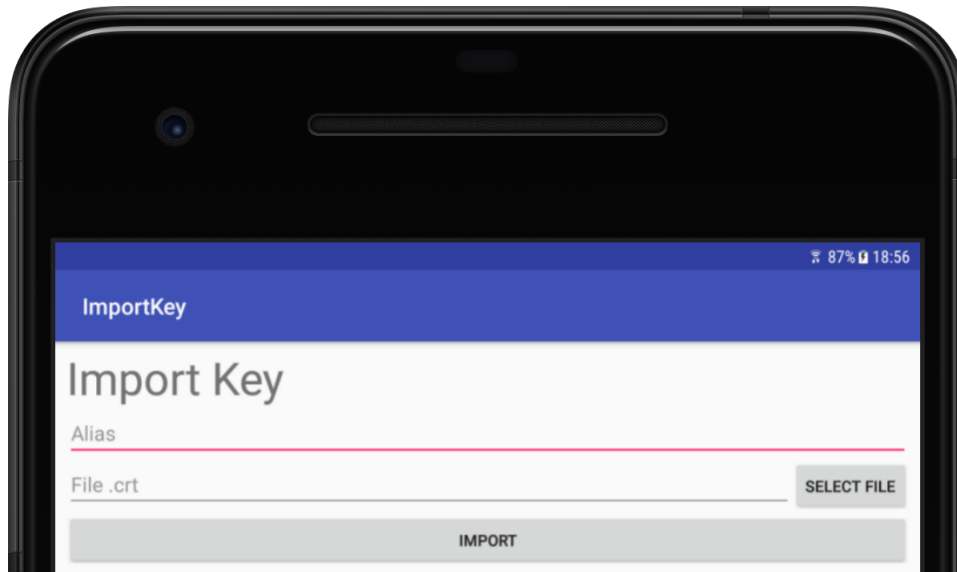 87% 18:56
ImportKey
Import Key
Alias
File .crt
SELECT FILE
IMPORT